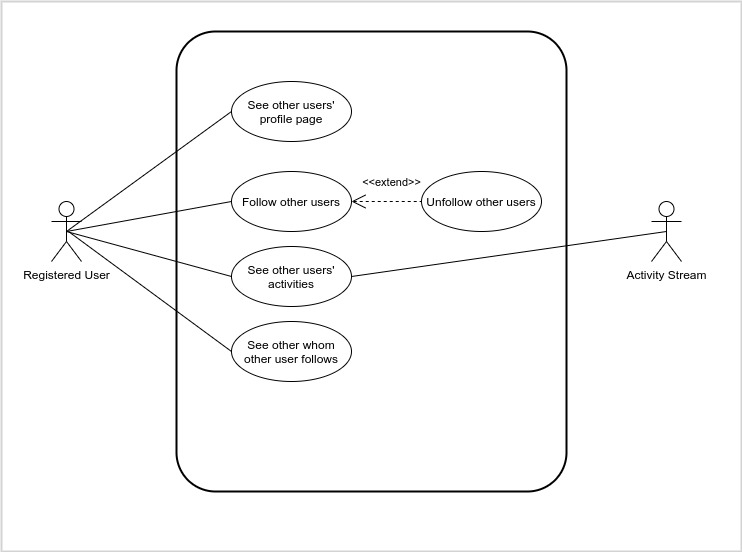 See other users'
profile page
<<extend>>
Follow other users
Unfollow other users
See other users'
activities
Registered User
Activity Stream
See other whom
other user follows